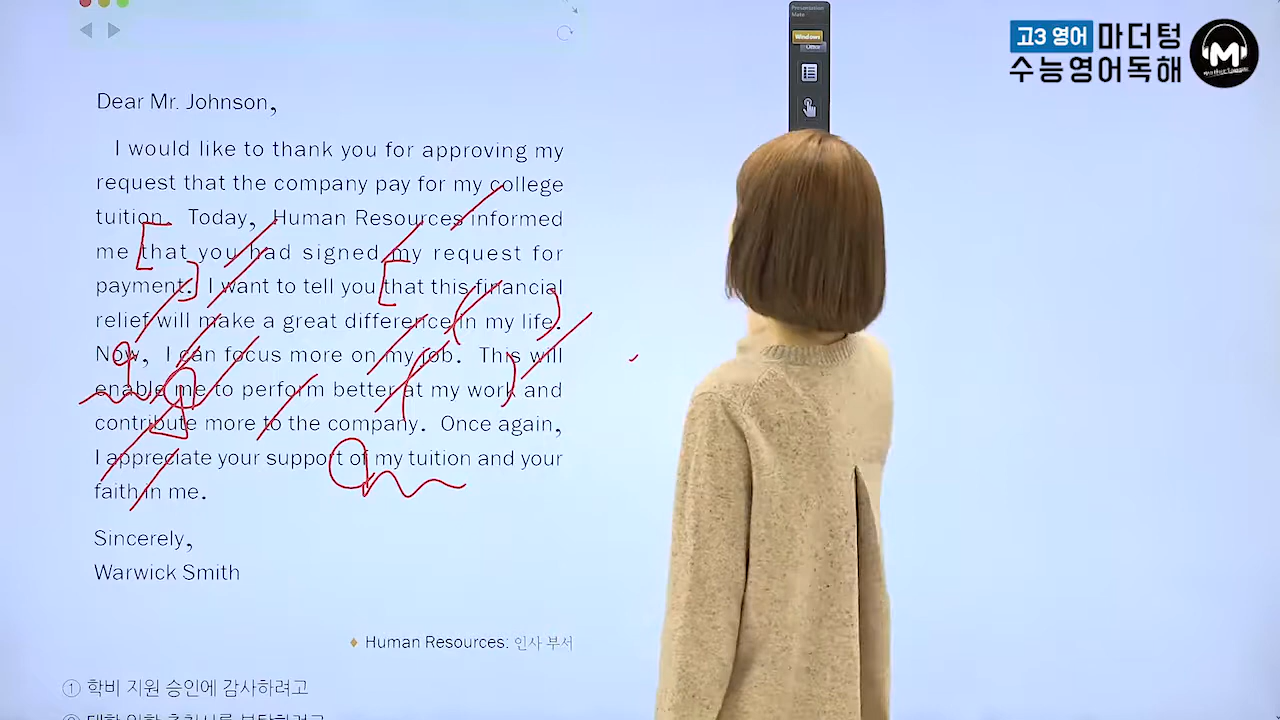 Presentation
Mate
Windows
Office
고3 영어 마더텅
수능영어독해
M
Dear Mr. Johnson,
I would like to thank you for approving my
request that the company pay for my college
tuition. Today, Human Resources informed
me that you had signed my request for
payment. I want to tell you that this financial
relief will make a great difference in my life.
Now, I can focus more on my job. This will
enable me to perform better at my work and
contribute more to the company. Once again,
I appreciate your support of my tuition and your
faith in me.
Sincerely,
Warwick Smith
Human Resources: 인사 부서
① 학비 지원 승인에 감사하려고